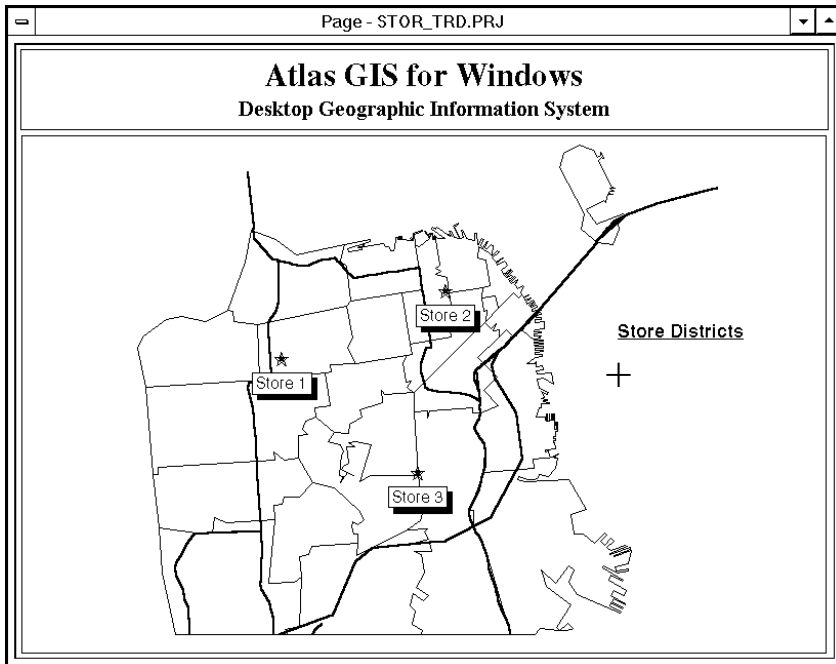 Page - STOR_TRD.PRJ
Atlas GIS for Windows
Desktop Geographic Information System
Store 2
Store Districts
Store 1
Store 3